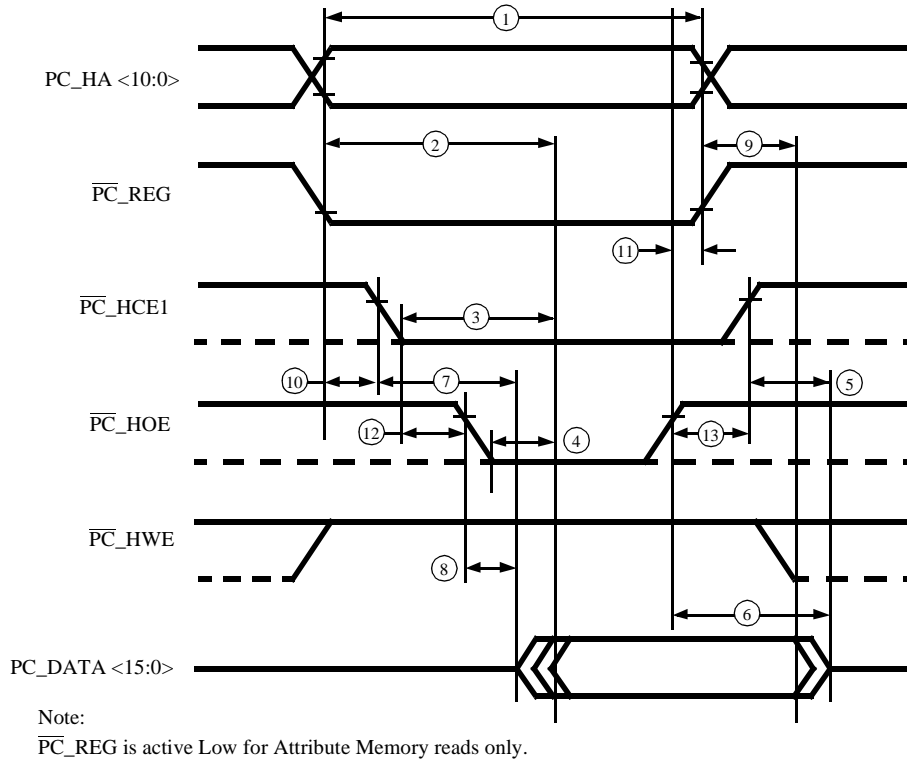 1
PC_HA <10:0>
2
9
PC_REG
11
PC_HCE1
3
10
7
5
PC_HOE
12
4
13
PC_HWE
8
6
PC_DATA <15:0>
Note:
PC_REG is active Low for Attribute Memory reads only.